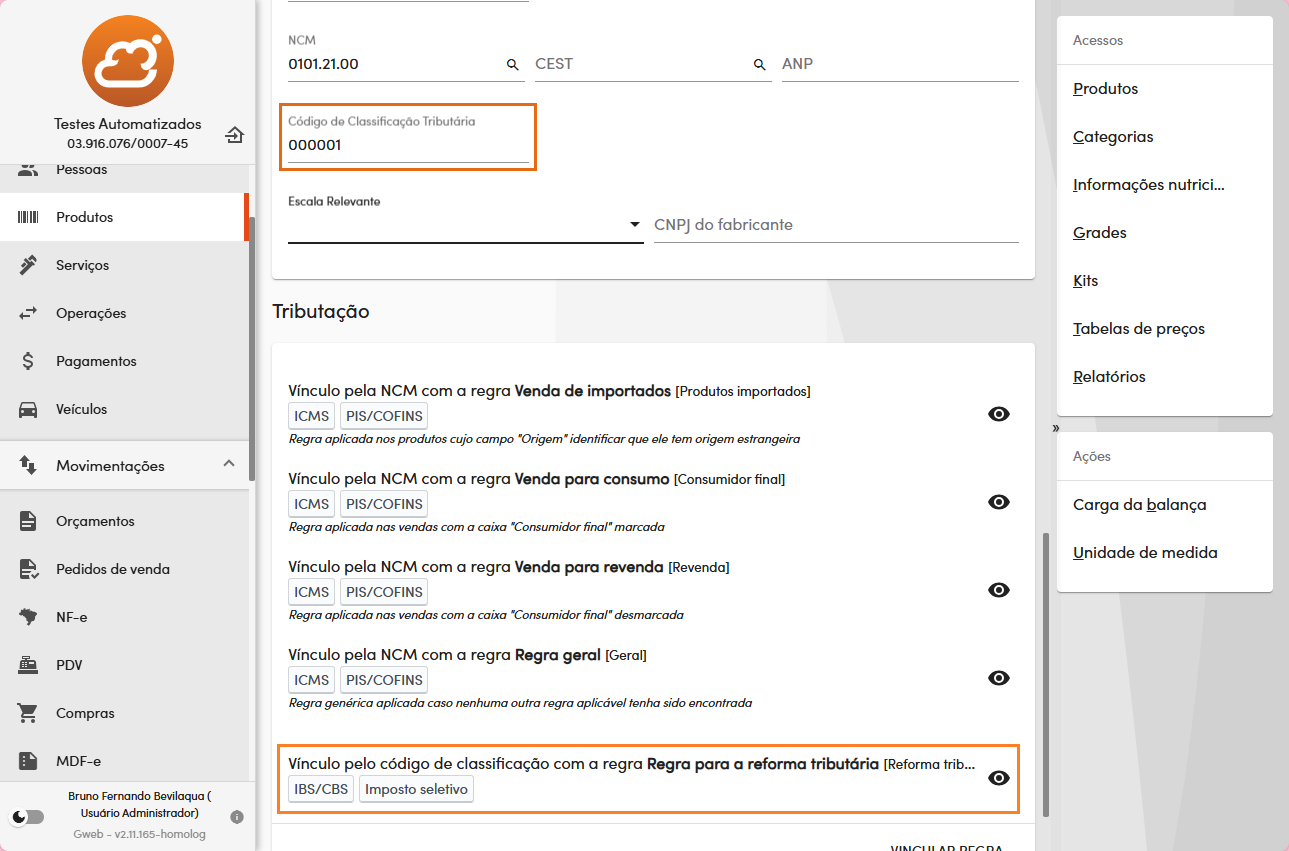 Testes Automatizados
03.916.076/0007-45
Pessoas
Produtos
Serviços
Operações
Pagamentos
Veículos
Movimentações
Orçamentos
Pedidos de venda
NF-e
PDV
Compras
MDF-e
Bruno Fernando Bevilaqua (
Usuário Administrador)
Gweb - v2.11.165-homolog
NCM
0101.21.00
CEST
ANP
Código de Classificação Tributária
000001
Escala Relevante
CNPJ do fabricante
Tributação
Vínculo pela NCM com a regra Venda de importados [Produtos importados]
ICMS PIS/COFINS
Regra aplicada nos produtos cujo campo "Origem" identificar que ele tem origem estrangeira
Vínculo pela NCM com a regra Venda para consumo [Consumidor final]
ICMS PIS/COFINS
Regra aplicada nas vendas com a caixa "Consumidor final" marcada
Vínculo pela NCM com a regra Venda para revenda [Revenda]
ICMS PIS/COFINS
Regra aplicada nas vendas com a caixa "Consumidor final" desmarcada
Vínculo pela NCM com a regra Regra geral [Geral]
ICMS PIS/COFINS
Regra genérica aplicada caso nenhuma outra regra aplicável tenha sido encontrada
Vínculo pelo código de classificação com a regra Regra para a reforma tributária [Reforma trib...
IBS/CBS Imposto seletivo
VINCULAR REGRA
Acessos
Produtos
Categorias
Informações nutrici...
Grades
Kits
Tabelas de preços
Relatórios
»
Ações
Carga da balança
Unidade de medida